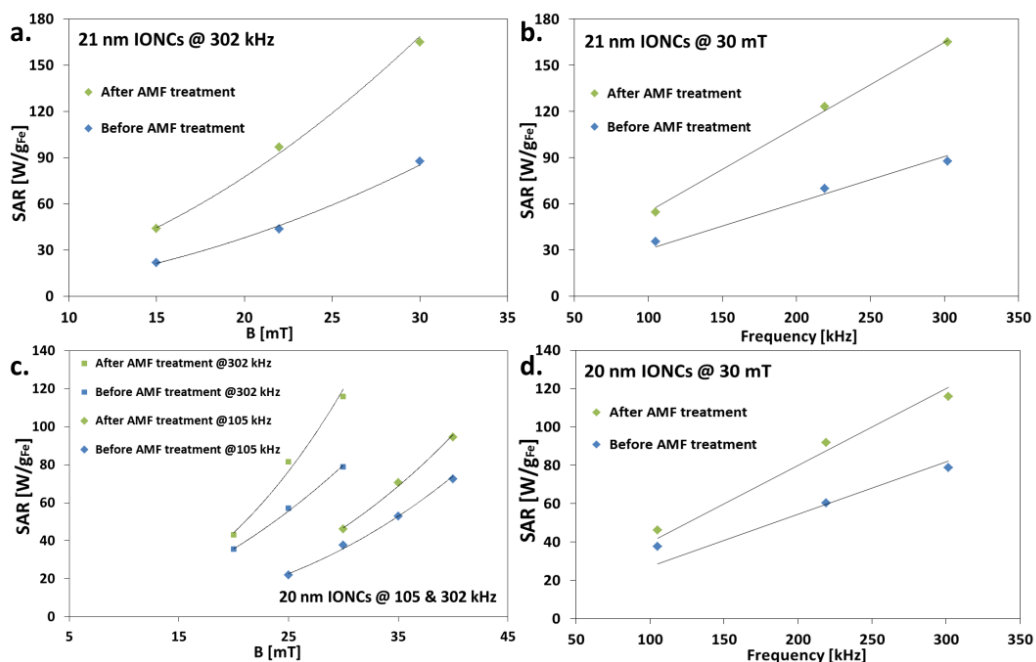 a.
21 nm IONCs @ 302 kHz
After AMF treatment
Before AMF treatment
SAR [W/gFe]
180
150
120
90
60
30
0
10 15 20 25 30 35
B [mT]
b.
21 nm IONCs @ 30 mT
After AMF treatment
Before AMF treatment
SAR [W/gFe]
180
150
120
90
60
30
0
50 100 150 200 250 300 350
Frequency [kHz]
c.
After AMF treatment @302 kHz
Before AMF treatment @302 kHz
After AMF treatment @105 kHz
Before AMF treatment @105 kHz
SAR [W/gFe]
140
120
100
80
60
40
20
0
20 nm IONCs @ 105 & 302 kHz
5 15 25 35 45
B [mT]
d.
20 nm IONCs @ 30 mT
After AMF treatment
Before AMF treatment
SAR [W/gFe]
140
120
100
80
60
40
20
0
50 100 150 200 250 300 350
Frequency [kHz]